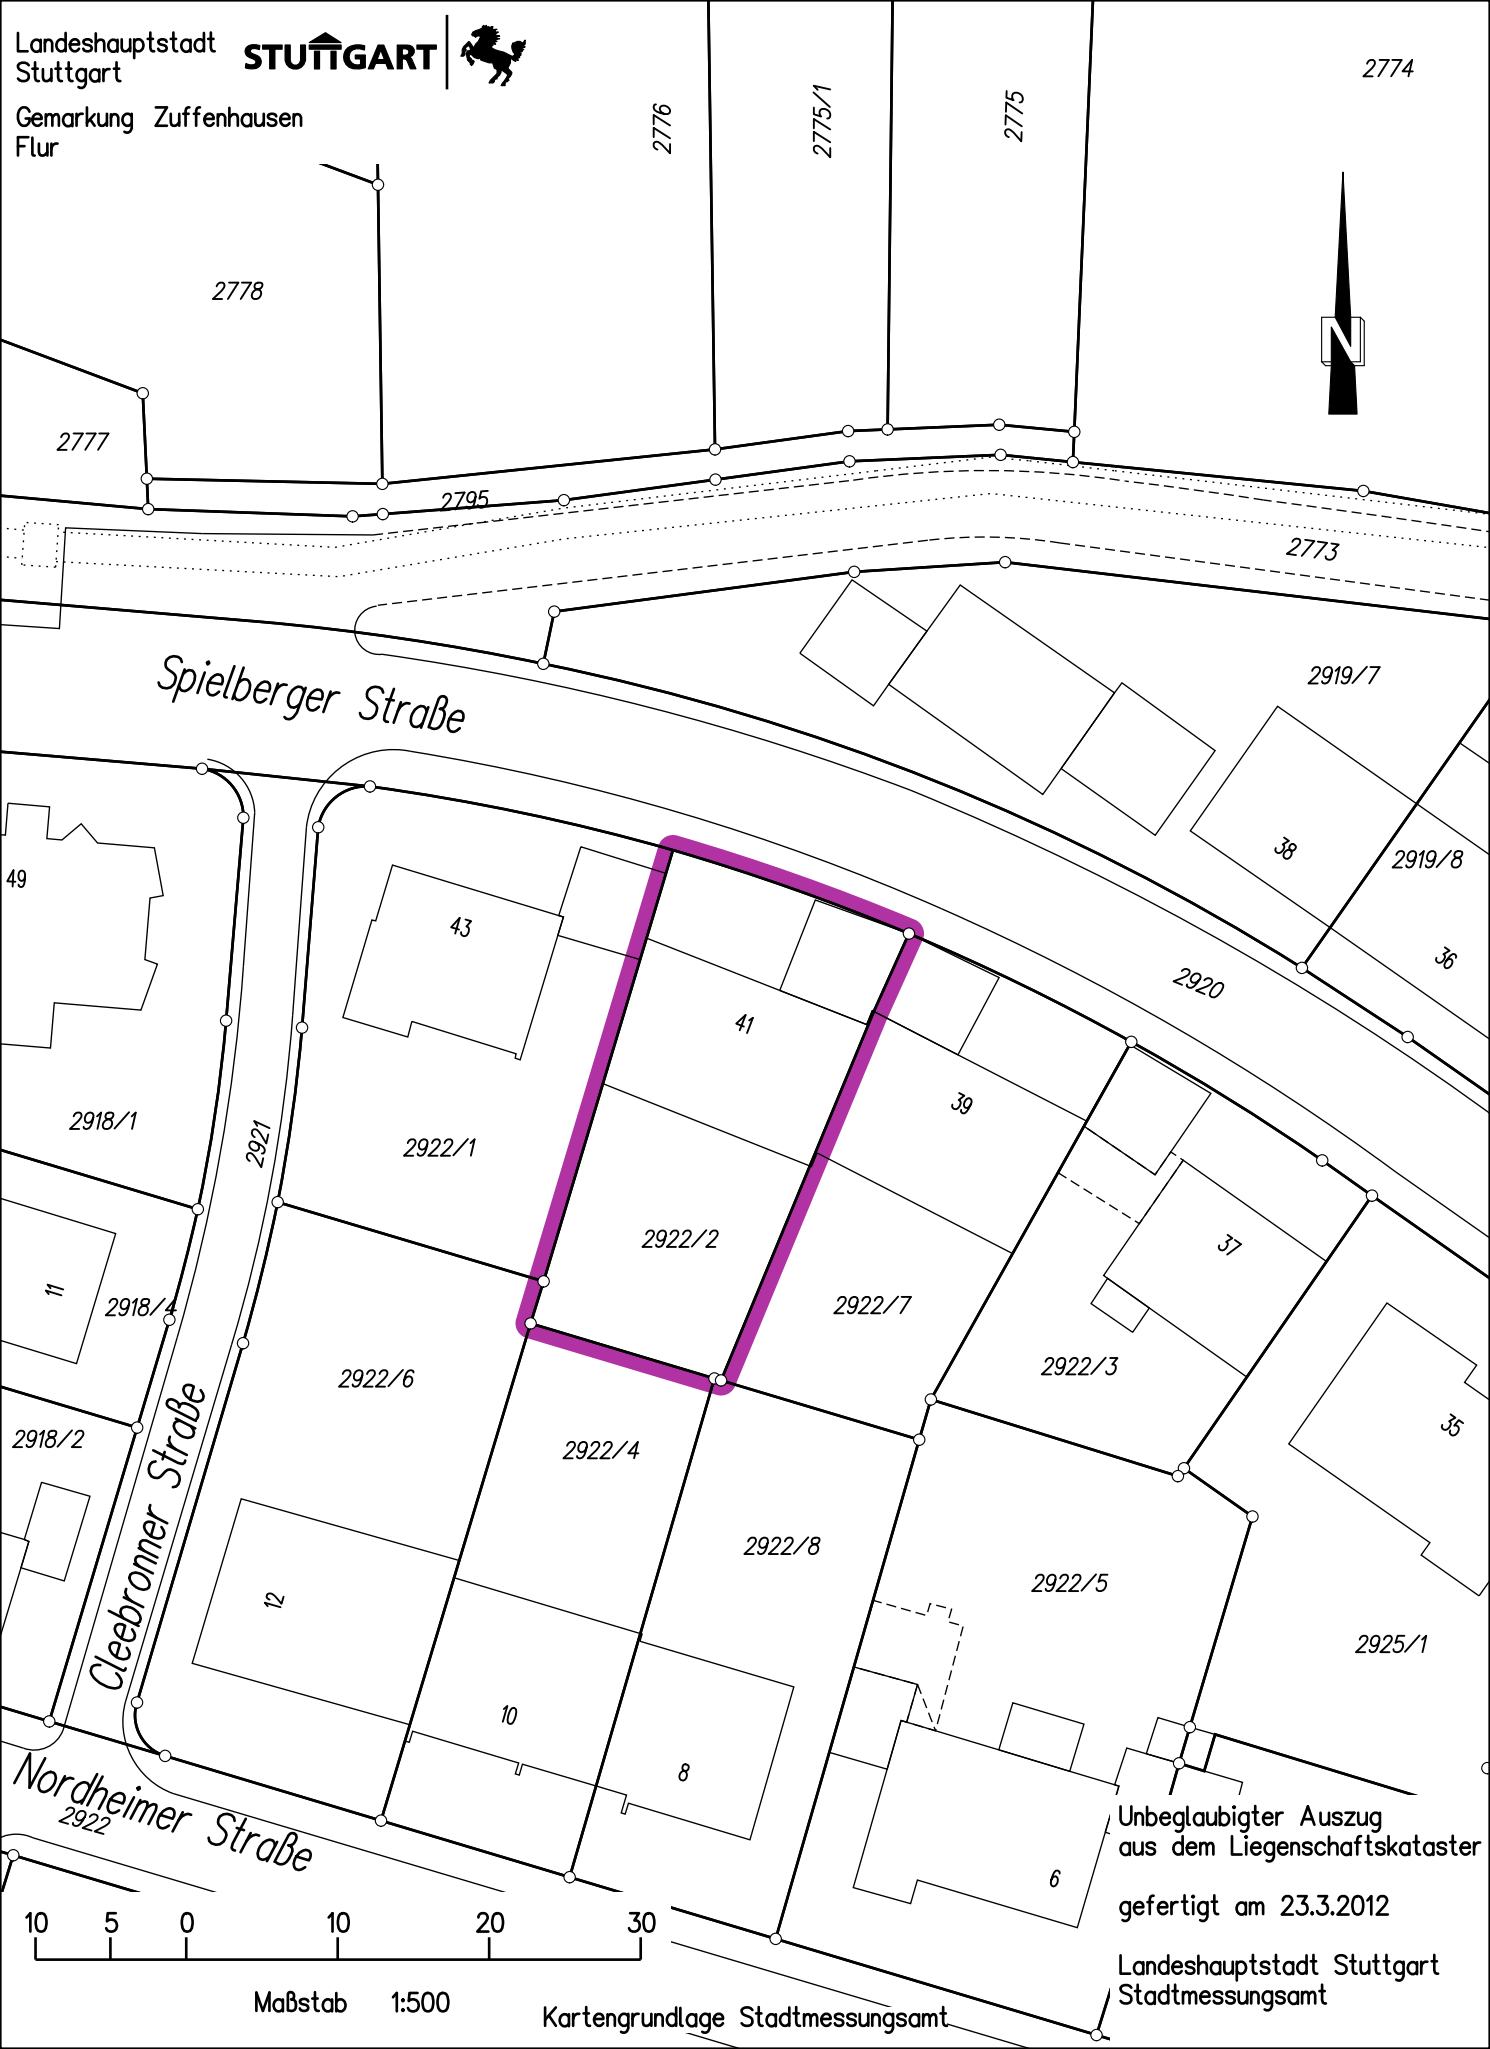 Landeshauptstadt
Stuttgart
STUTTGART
Gemarkung Zuffenhausen
Flur
2776
2775/1
2775
2774
2778
N
2777
2795
2773
Spielberger Straße
2919/7
38
2919/8
36
49
43
41
2920
39
2918/1
2921
2922/1
2922/2
37
11
2918/4
2922/7
2922/6
2922/3
2918/2
2922/4
35
Cleebronner Straße
2922/8
2922/5
12
2925/1
10
8
Nordheimer Straße
2922
6
Unbeglaubigter Auszug
aus dem Liegenschaftskataster
gefertigt am 23.3.2012
Landeshauptstadt Stuttgart
Stadtmessungsamt
10 5 0 10 20 30
Maßstab 1:500
Kartengrundlage Stadtmessungsamt